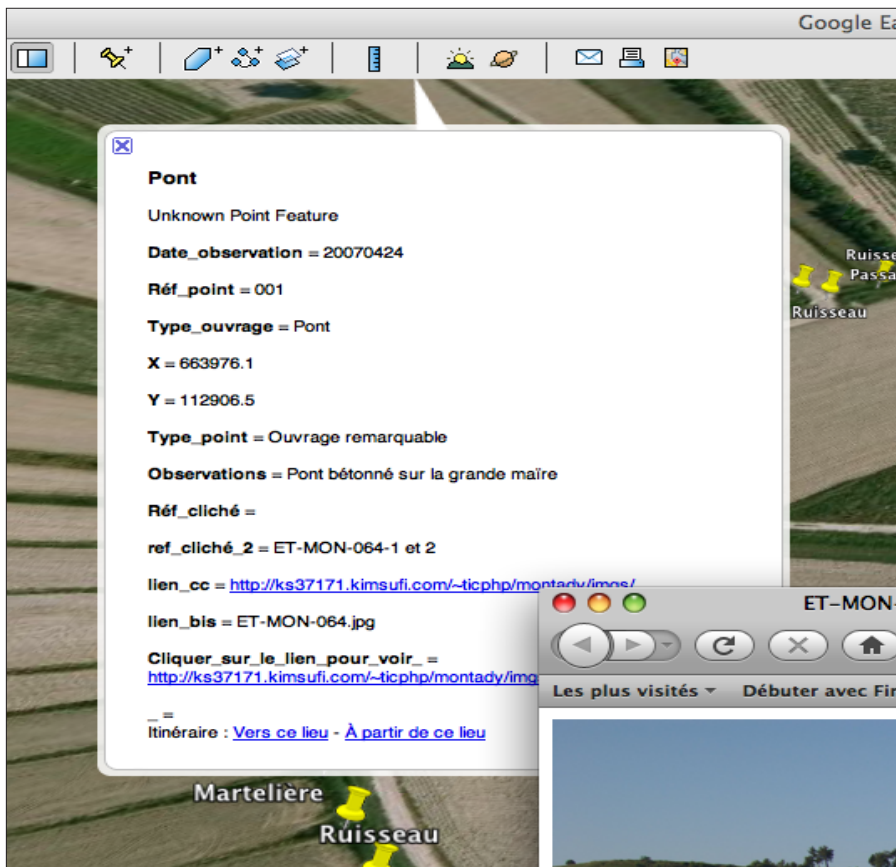 Google Ea
Pont
Unknown Point Feature
Date_observation = 20070424
Réf_point = 001
Type_ouvrage = Pont
X = 663976.1
Y = 112906.5
Type_point = Ouvrage remarquable
Observations = Pont bétonné sur la grande maïre
Réf_cliché =
ref_cliché_2 = ET-MON-064-1 et 2
lien_cc = http://ks37171.kimsufi.com/~ticphp/montady/imgs/
lien_bis = ET-MON-064.jpg
Cliquer_sur_le_lien_pour_voir_ =
http://ks37171.kimsufi.com/~ticphp/montady/img
_ =
Itinéraire : Vers ce lieu - À partir de ce lieu
Ruisse
Passa
Ruisseau
ET-MON-
Les plus visités Débuter avec Fir
Martelière
Ruisseau